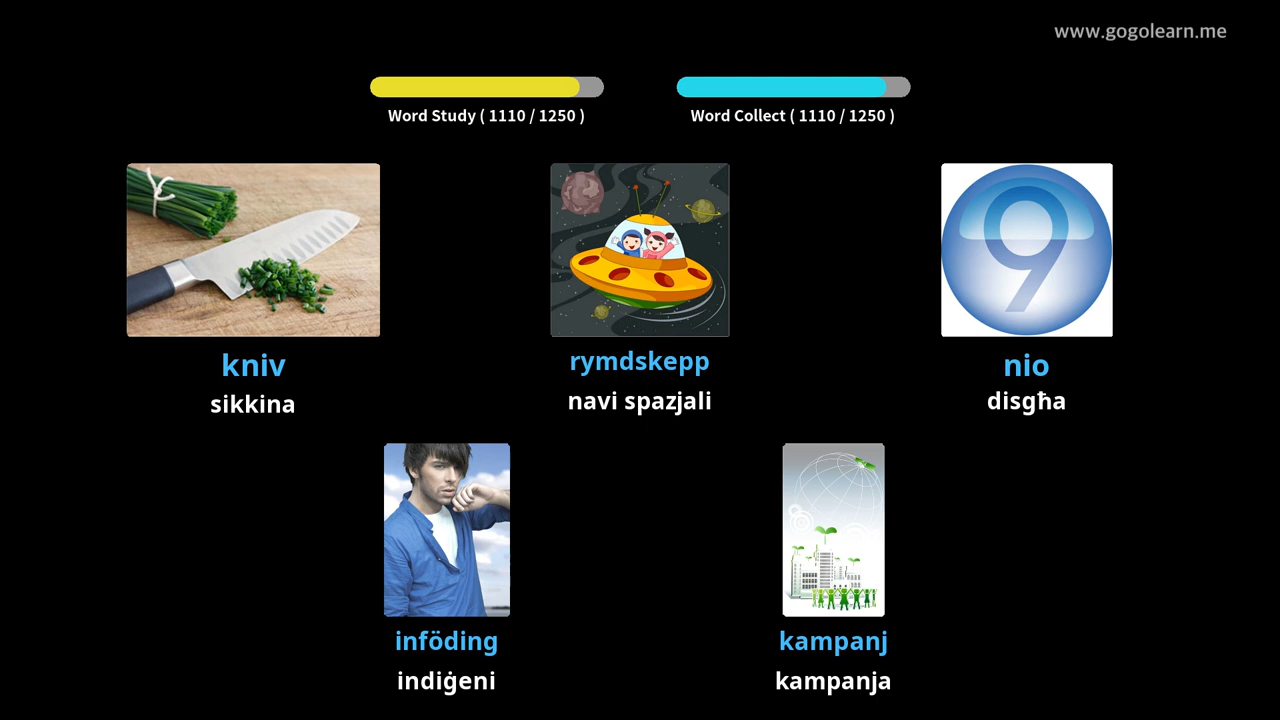 www.gogolearn.me
Word Study ( 1110 / 1250 )
Word Collect ( 1110 / 1250 )
9
kniv
sikkina
rymdskepp
navi spazjali
nio
disgħa
inföding
indiġeni
kampanj
kampanja